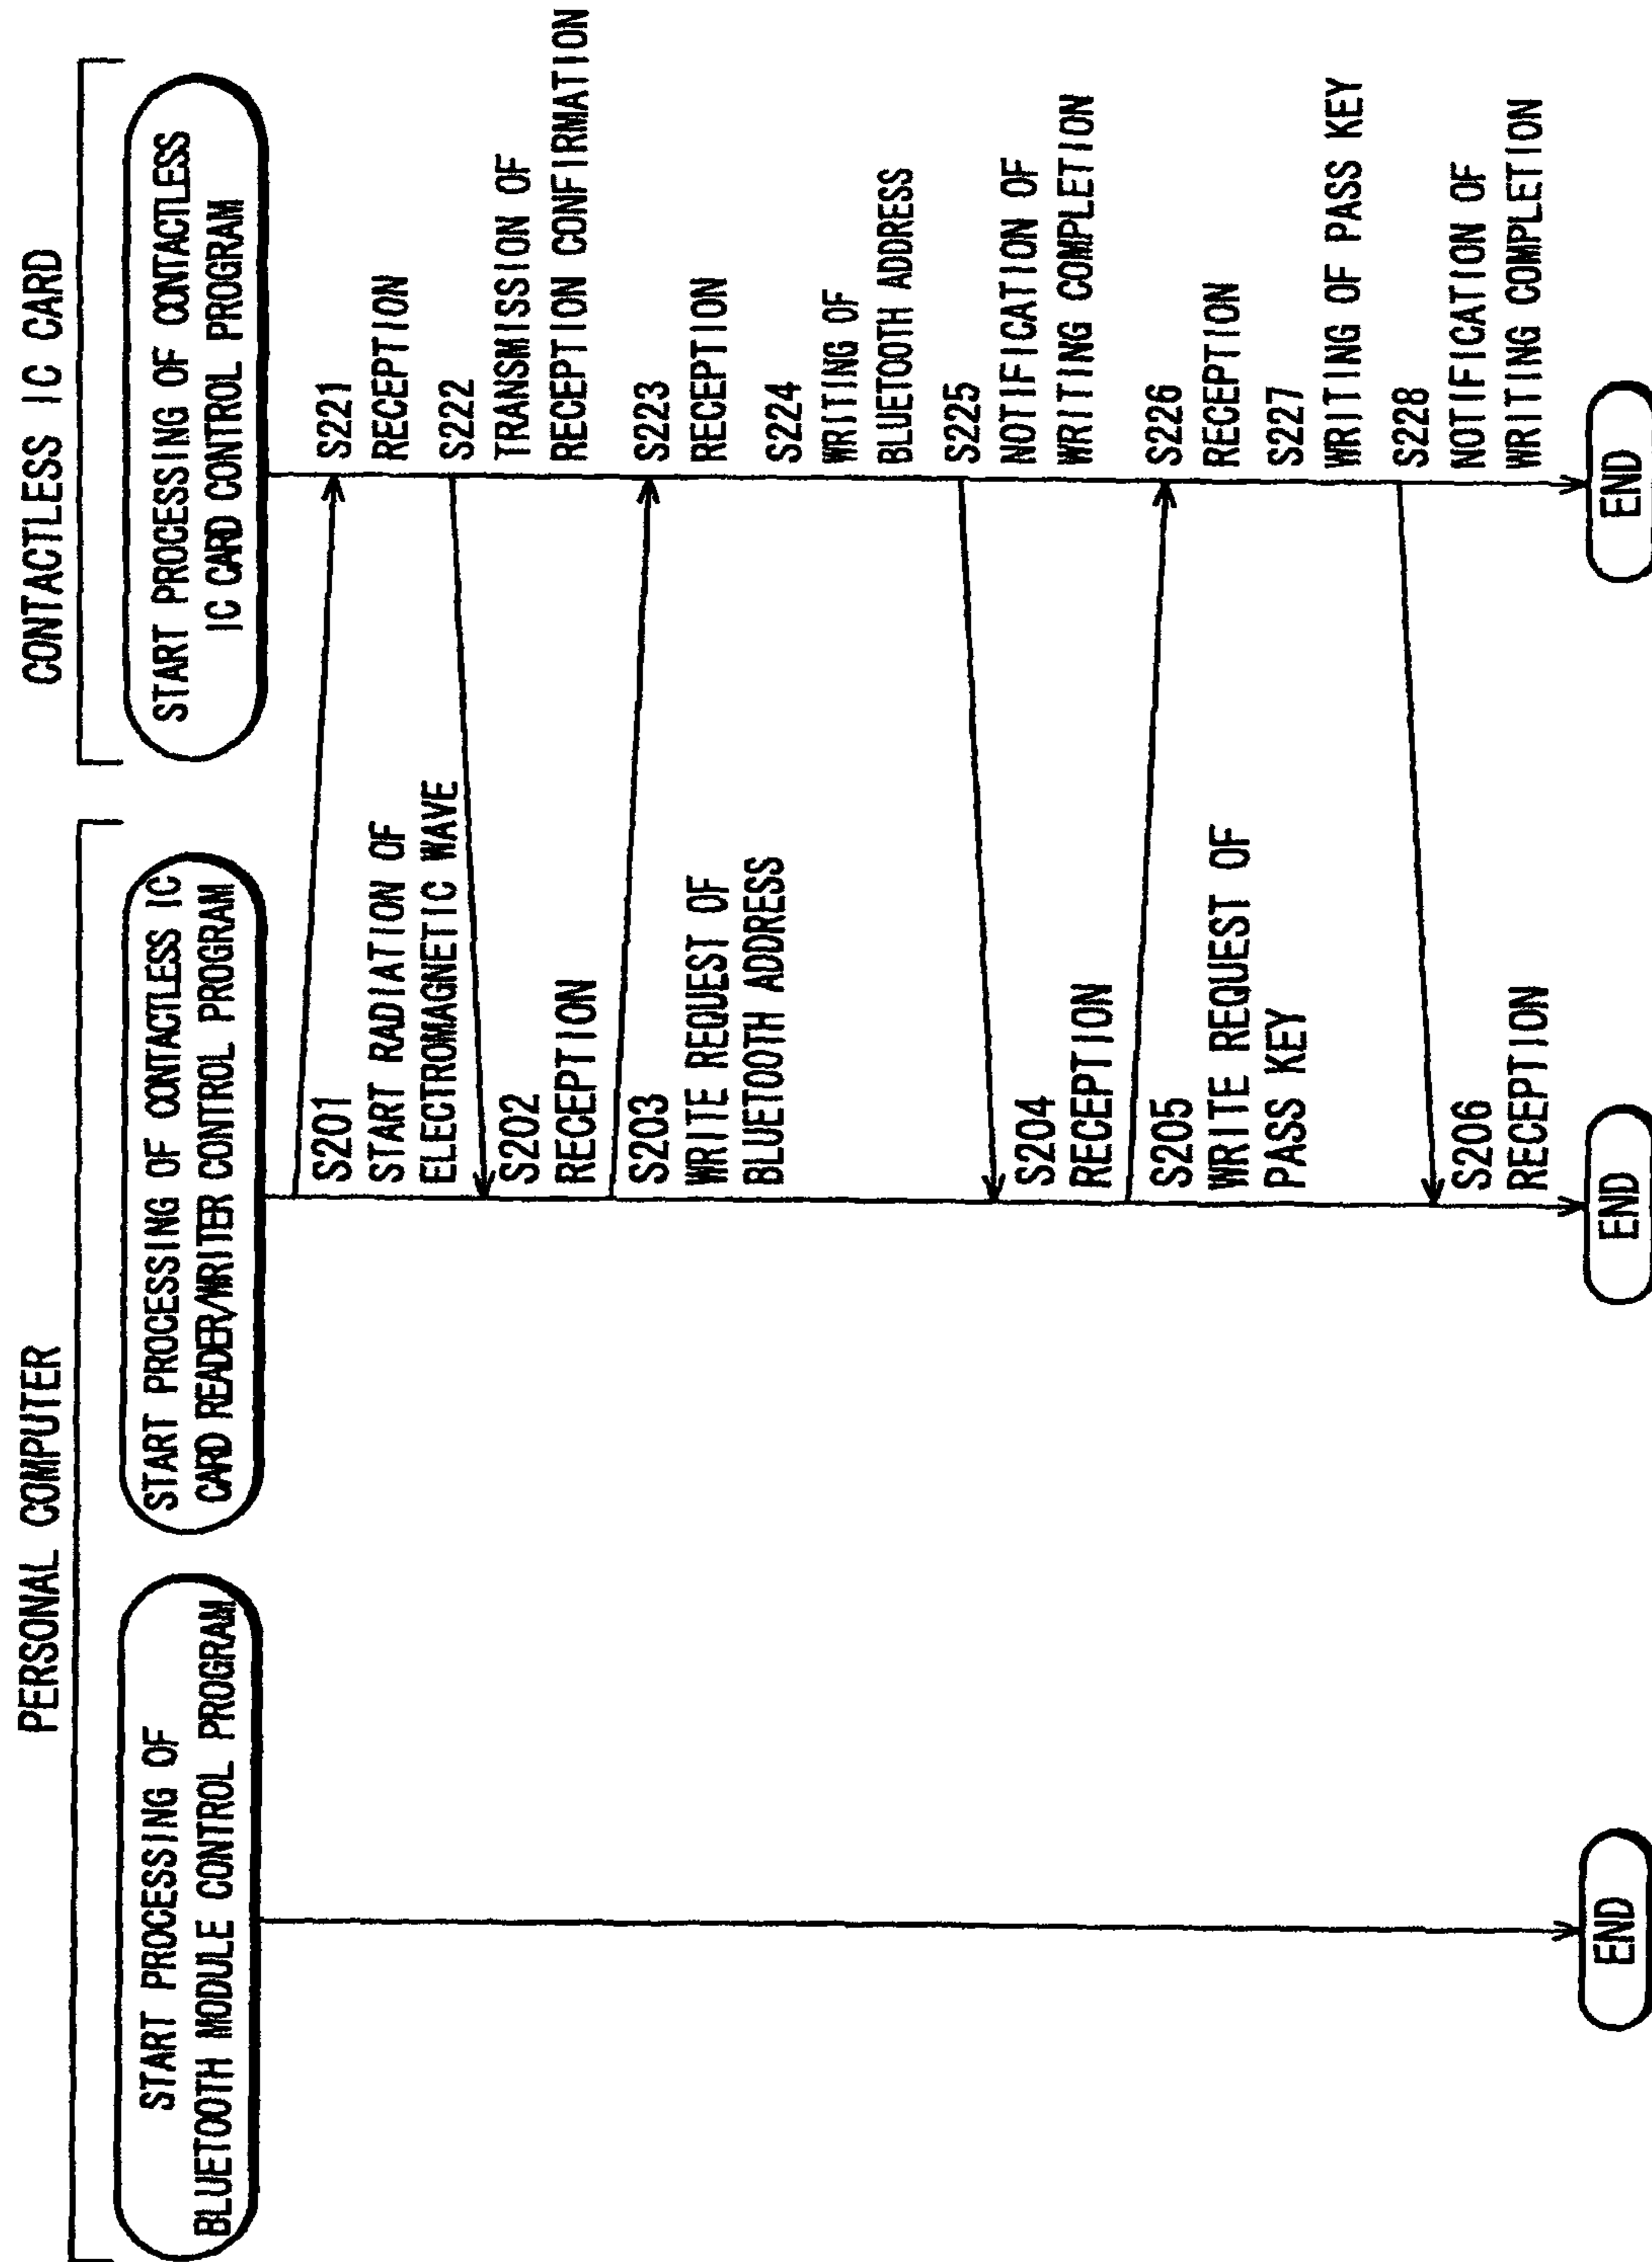 PERSONAL COMPUTER
CONTACTLESS IC CARD
START PROCESSING OF
BLUETOOTH MODULE CONTROL PROGRAM
START PROCESSING OF CONTACTLESS IC
CARD READER/WRITER CONTROL PROGRAM
START PROCESSING OF CONTACTLESS
IC CARD CONTROL PROGRAM
S201
START RADIATION OF
ELECTROMAGNETIC WAVE
S202
RECEPTION
S203
WRITE REQUEST OF
BLUETOOTH ADDRESS
S204
RECEPTION
S205
WRITE REQUEST OF
PASS KEY
S206
RECEPTION
S221
RECEPTION
S222
TRANSMISSION OF
RECEPTION CONFIRMATION
S223
RECEPTION
S224
WRITING OF
BLUETOOTH ADDRESS
S225
NOTIFICATION OF
WRITING COMPLETION
S226
RECEPTION
S227
WRITING OF PASS KEY
S228
NOTIFICATION OF
WRITING COMPLETION
END
END
END